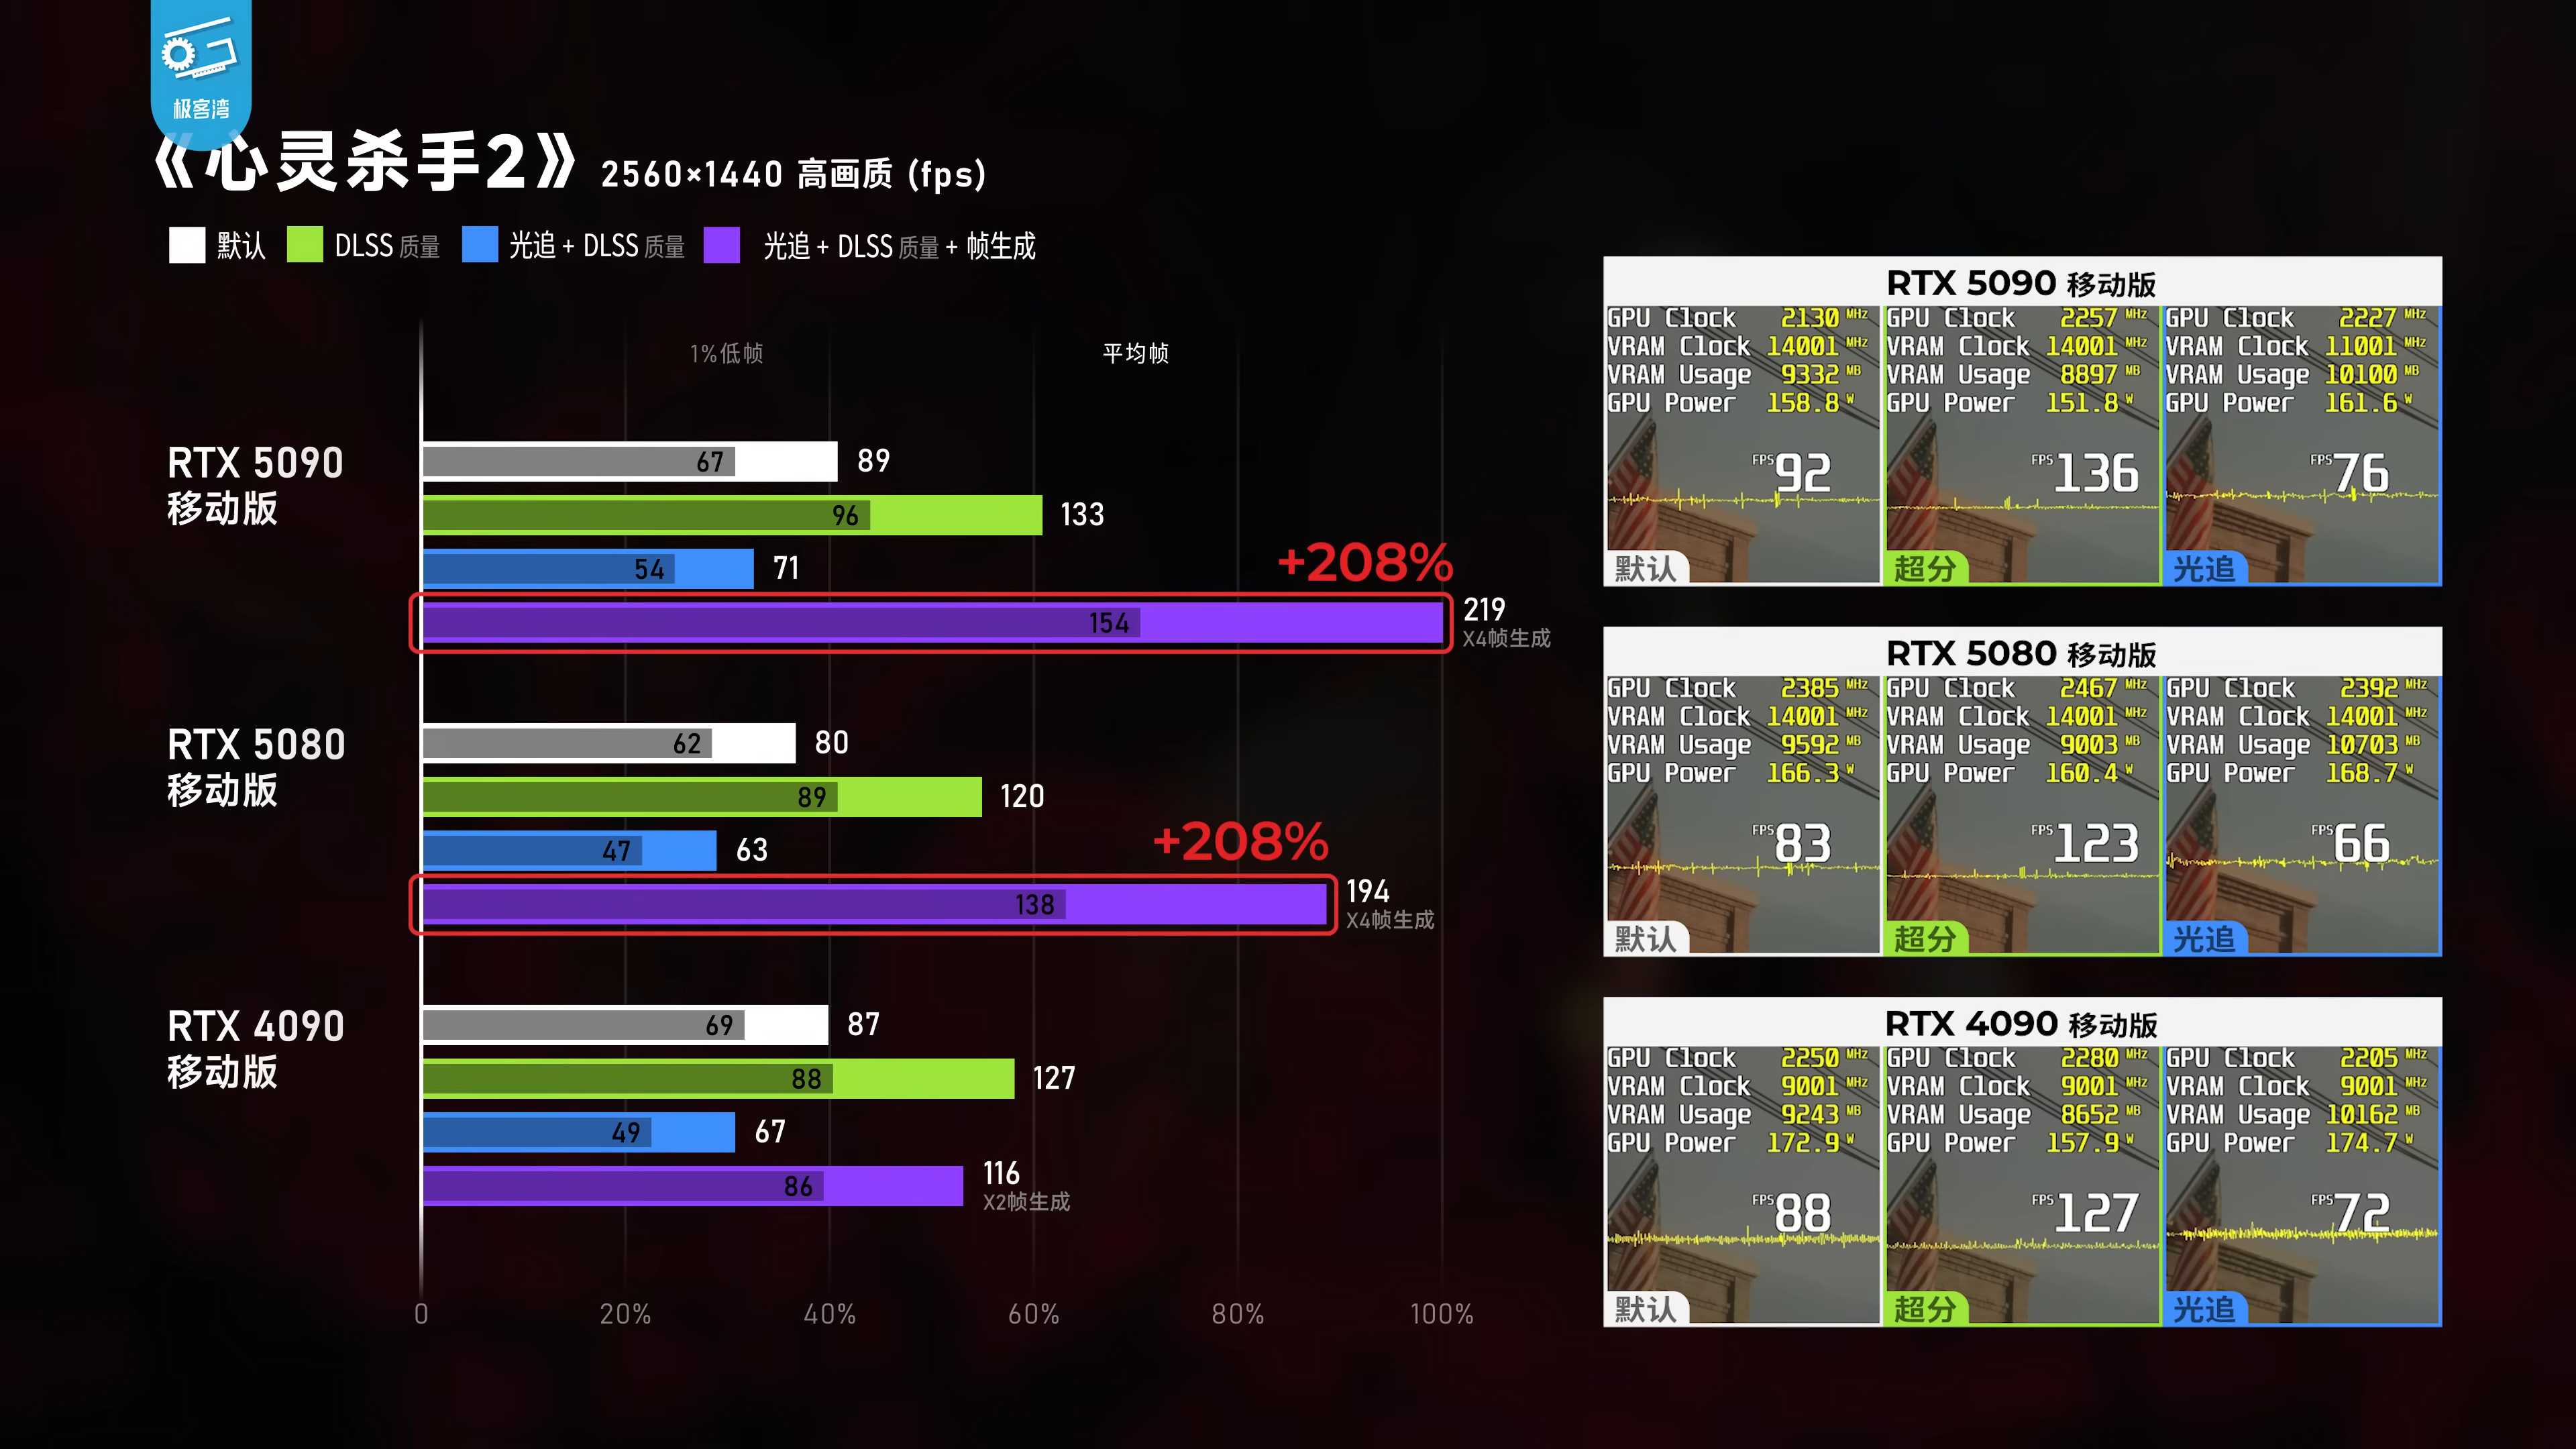 极客湾
《心灵杀手2》 2560×1440 高画质 (fps)
默认 DLSS 质量 光追 + DLSS 质量 光追 + DLSS 质量 + 帧生成
1%低帧 平均帧
RTX 5090
移动版
67 89
96 133
54 71
+208%
154 219
X4帧生成
RTX 5080
移动版
62 80
89 120
47 63
+208%
138 194
X4帧生成
RTX 4090
移动版
69 87
88 127
49 67
86 116
X2帧生成
0 20% 40% 60% 80% 100%
RTX 5090 移动版
GPU Clock 2130 MHz
VRAM Clock 14001 MHz
VRAM Usage 9332 MB
GPU Power 158.8 W
FPS 92
默认
GPU Clock 2257 MHz
VRAM Clock 14001 MHz
VRAM Usage 8897 MB
GPU Power 151.8 W
FPS 136
超分
GPU Clock 2227 MHz
VRAM Clock 11001 MHz
VRAM Usage 10100 MB
GPU Power 161.6 W
FPS 76
光追
RTX 5080 移动版
GPU Clock 2385 MHz
VRAM Clock 14001 MHz
VRAM Usage 9592 MB
GPU Power 166.3 W
FPS 83
默认
GPU Clock 2467 MHz
VRAM Clock 14001 MHz
VRAM Usage 9003 MB
GPU Power 160.4 W
FPS 123
超分
GPU Clock 2392 MHz
VRAM Clock 14001 MHz
VRAM Usage 10703 MB
GPU Power 168.7 W
FPS 66
光追
RTX 4090 移动版
GPU Clock 2250 MHz
VRAM Clock 9001 MHz
VRAM Usage 9243 MB
GPU Power 172.9 W
FPS 88
默认
GPU Clock 2280 MHz
VRAM Clock 9001 MHz
VRAM Usage 8652 MB
GPU Power 157.9 W
FPS 127
超分
GPU Clock 2205 MHz
VRAM Clock 9001 MHz
VRAM Usage 10162 MB
GPU Power 174.7 W
FPS 72
光追